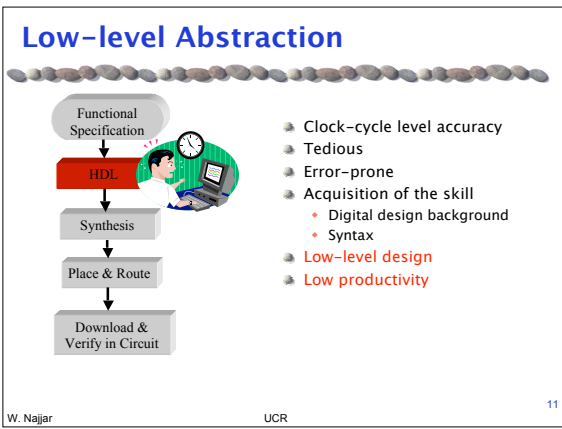 Low-level Abstraction
Functional
Specification
HDL
Synthesis
Place & Route
Download &
Verify in Circuit
Clock-cycle level accuracy
Tedious
Error-prone
Acquisition of the skill
Digital design background
Syntax
Low-level design
Low productivity
W. Najjar
UCR
11